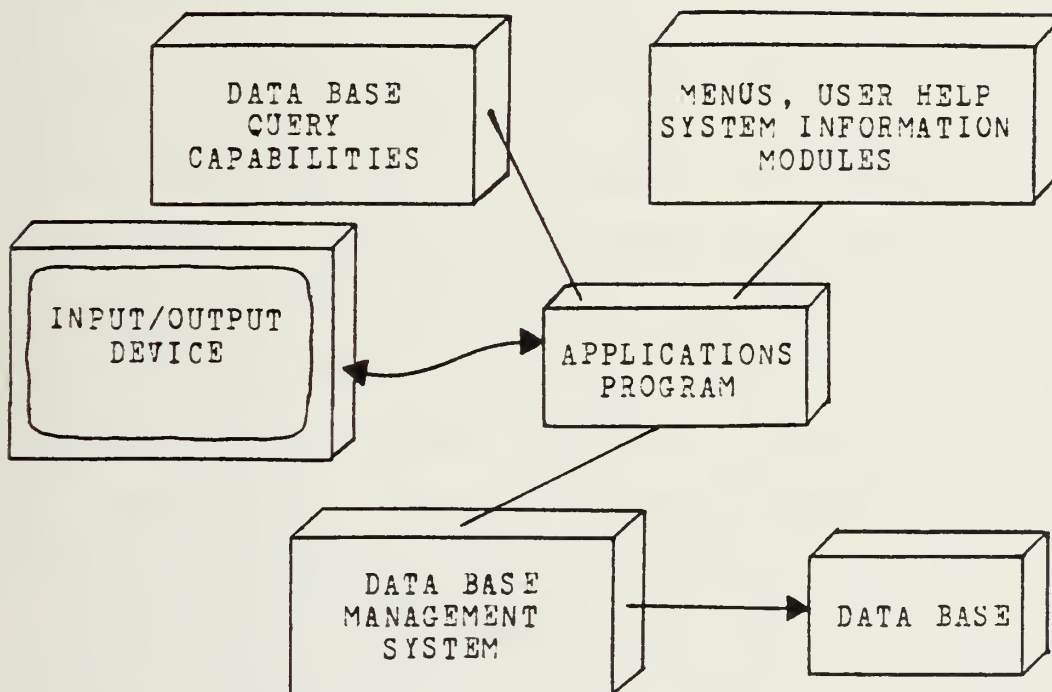 DATA BASE
QUERY
CAPABILITIES
MENUS, USER HELP
SYSTEM INFORMATION
MODULES
INPUT/OUTPUT
DEVICE
APPLICATIONS
PROGRAM
DATA BASE
MANAGEMENT
SYSTEM
DATA BASE